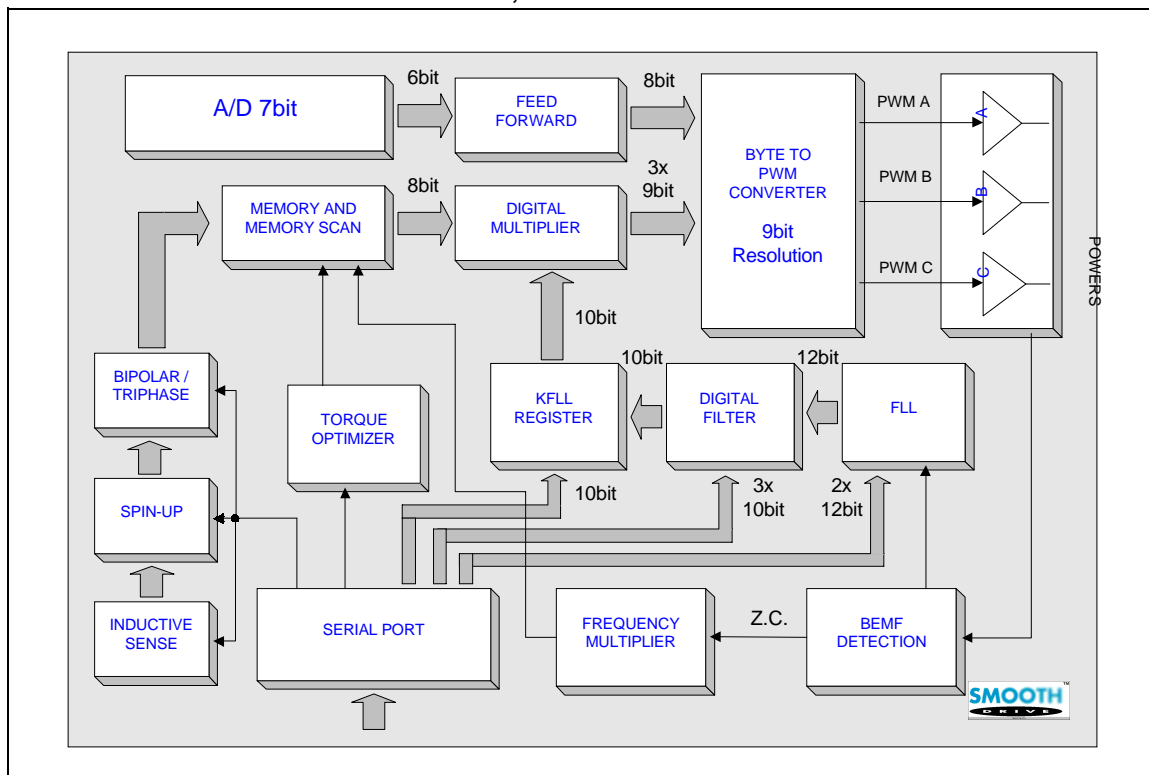 6bit
8bit
A/D 7bit
FEED
FORWARD
PWM A
A
BYTE TO
PWM
CONVERTER
9bit
Resolution
3x
9bit
8bit
MEMORY AND
MEMORY SCAN
DIGITAL
MULTIPLIER
PWM B
B
PWM C
C
POWERS
10bit
10bit
12bit
BIPOLAR /
TRIPHASE
TORQUE
OPTIMIZER
KFLL
REGISTER
DIGITAL
FILTER
FLL
10bit
3x
10bit
2x
12bit
SPIN-UP
INDUCTIVE
SENSE
SERIAL PORT
FREQUENCY
MULTIPLIER
Z.C.
BEMF
DETECTION
SMOOTH™
DRIVE